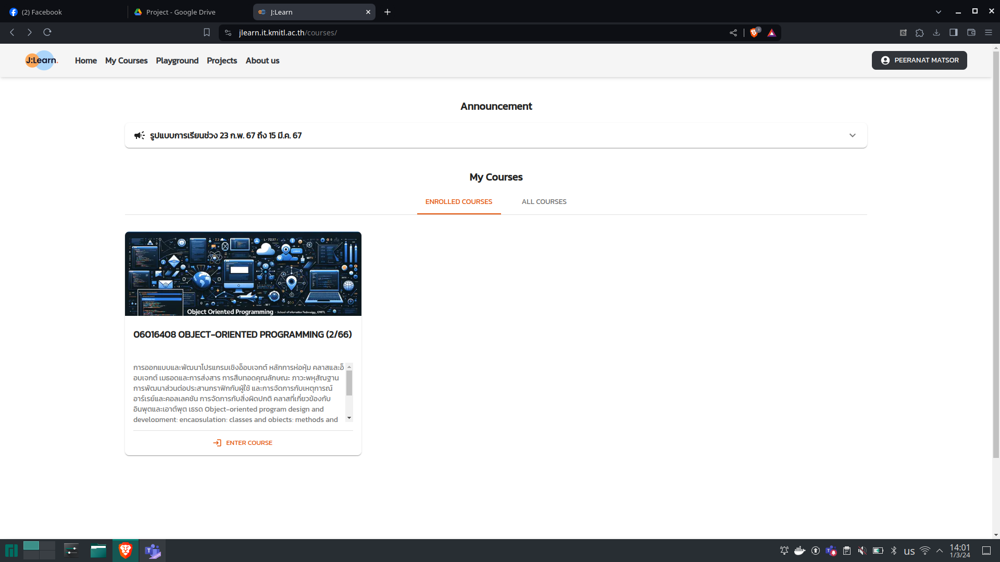 (2) Facebook
Project - Google Drive
J:Learn
jlearn.it.kmitl.ac.th/courses/
J:Learn.
Home
My Courses
Playground
Projects
About us
PEERANAT MATSOR
Announcement
รูปแบบการเรียนช่วง 23 ก.พ. 67 ถึง 15 มี.ค. 67
My Courses
ENROLLED COURSES
ALL COURSES
Object Oriented Programming - School of Information Technology, KMITL
06016408 OBJECT-ORIENTED PROGRAMMING (2/66)
การออกแบบและพัฒนาโปรแกรมเชิงอ็อบเจกต์ หลักการห่อหุ้ม คลาสและอ็
อบเจกต์ เมธอดและการส่งสาร การสืบทอดคุณลักษณะ ภาวะพหุสัณฐาน
การพัฒนาส่วนต่อประสานกราฟิกกับผู้ใช้ และการจัดการกับเหตุการณ์
อาร์เรย์และคอลเลคชัน การจัดการกับสิ่งผิดปกติ คลาสที่เกี่ยวข้องกับ
อินพุตและเอาต์พุต เธรด Object-oriented program design and
development: encapsulation: classes and objects: methods and
ENTER COURSE
us
14:01
1/3/24